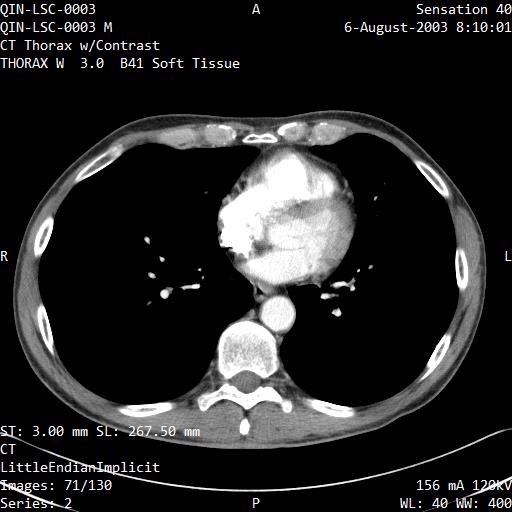 QIN-LSC-0003 A Sensation 40
QIN-LSC-0003 M 6-August-2003 8:10:01
CT Thorax w/Contrast
THORAX W 3.0 B41 Soft Tissue
R L
ST: 3.00 mm SL: 267.50 mm
CT
LittleEndianImplicit
Images: 71/130 156 mA 120kV
Series: 2 P WL: 40 WW: 400